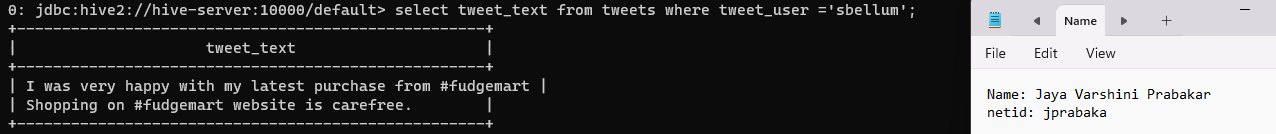 0: jdbc:hive2://hive-server:10000/default> select tweet_text from tweets where tweet_user ='sbellum';
+----------------------------------------------------+
|                     tweet_text                     |
+----------------------------------------------------+
| I was very happy with my latest purchase from #fudgemart |
| Shopping on #fudgemart website is carefree.        |
+----------------------------------------------------+
Name
File Edit View
Name: Jaya Varshini Prabakar
netid: jprabaka